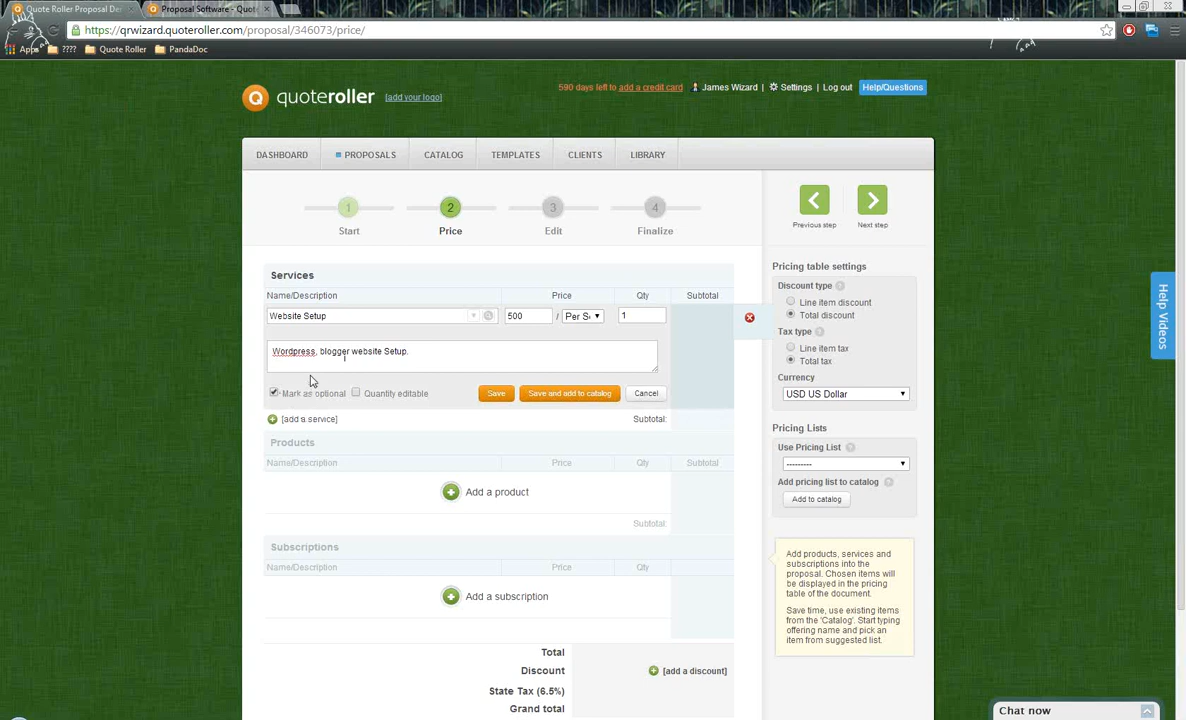 Quote Roller Proposal De
Proposal Software - Quot
https://qrwizard.quoteroller.com/proposal/346073/price/
Apps ???? Quote Roller PandaDoc
quoteroller [add your logo]
590 days left to add a credit card James Wizard Settings Log out Help/Questions
DASHBOARD PROPOSALS CATALOG TEMPLATES CLIENTS LIBRARY
1 2 3 4
Start Price Edit Finalize
Previous step Next step
Services
Name/Description Price Qty Subtotal
Website Setup 500 / Per S 1
Wordpress, blogger website Setup.
Mark as optional Quantity editable Save Save and add to catalog Cancel
[add a service] Subtotal:
Products
Name/Description Price Qty Subtotal
Add a product
Subtotal:
Subscriptions
Name/Description Price Qty Subtotal
Add a subscription
Total
Discount [add a discount]
State Tax (6.5%)
Grand total
Pricing table settings
Discount type ?
Line item discount
Total discount
Tax type ?
Line item tax
Total tax
Currency
USD US Dollar
Pricing Lists
Use Pricing List ?
---------
Add pricing list to catalog ?
Add to catalog
Add products, services and
subscriptions into the
proposal. Chosen items will
be displayed in the pricing
table of the document.
Save time, use existing items
from the 'Catalog'. Start typing
offering name and pick an
item from suggested list.
Help Videos
Chat now